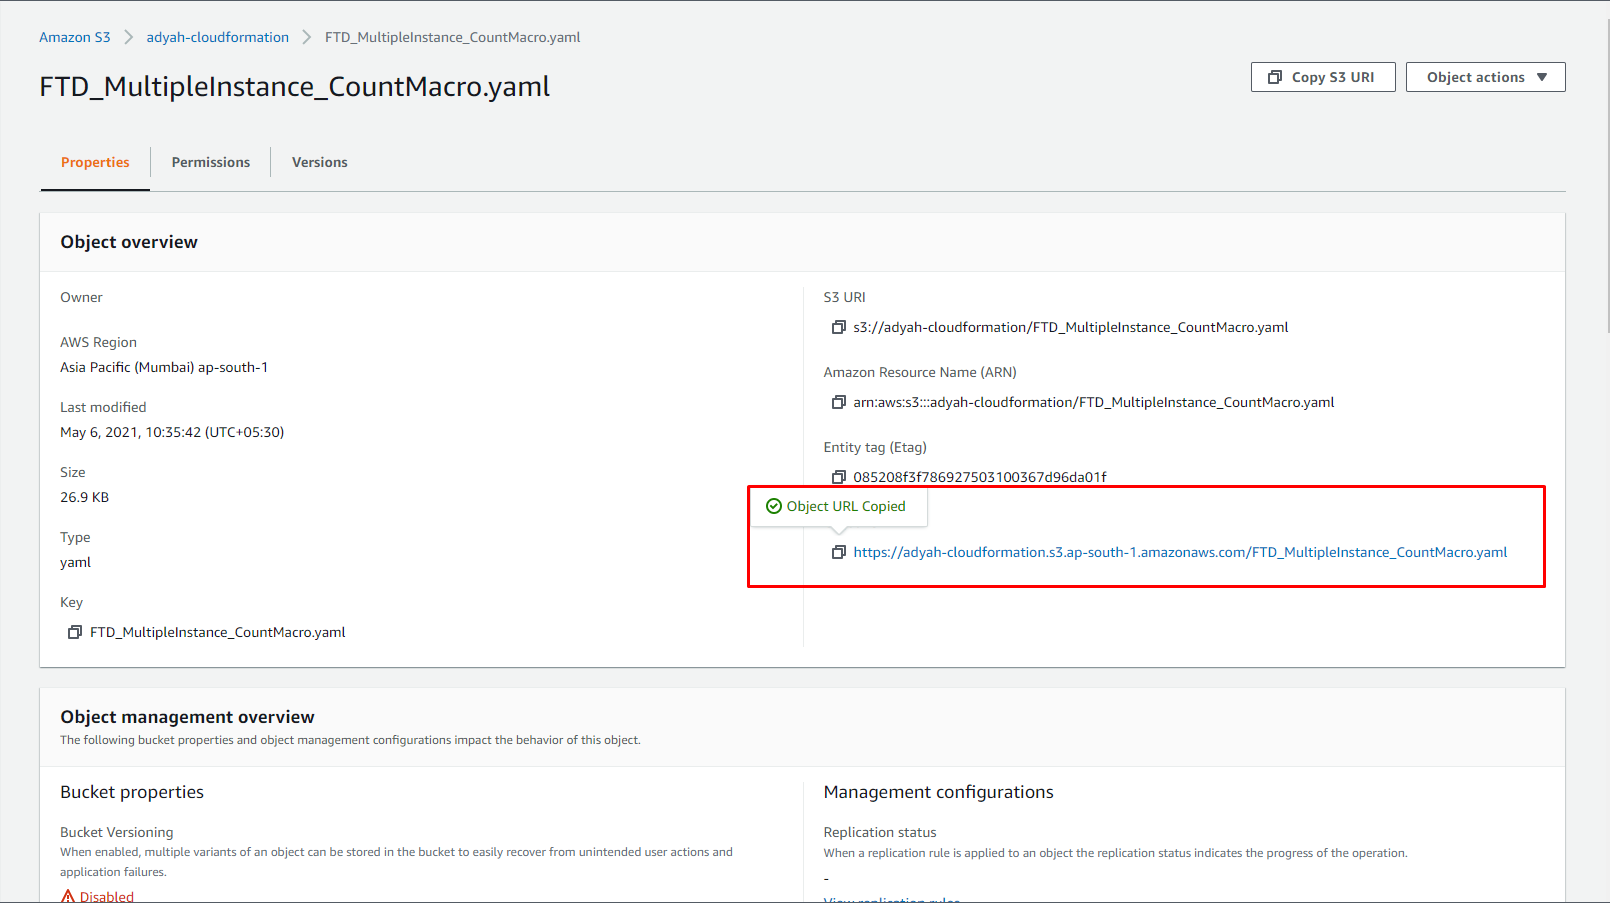 Amazon S3 > adyah-cloudformation > FTD_MultipleInstance_CountMacro.yaml
FTD_MultipleInstance_CountMacro.yaml
Copy S3 URI
Object actions ▼
Properties
Permissions
Versions
Object overview
Owner
AWS Region
Asia Pacific (Mumbai) ap-south-1
Last modified
May 6, 2021, 10:35:42 (UTC+05:30)
Size
26.9 KB
Type
yaml
Key
FTD_MultipleInstance_CountMacro.yaml
S3 URI
s3://adyah-cloudformation/FTD_MultipleInstance_CountMacro.yaml
Amazon Resource Name (ARN)
arn:aws:s3:::adyah-cloudformation/FTD_MultipleInstance_CountMacro.yaml
Entity tag (Etag)
085208f3f786927503100367d96da01f
Object URL Copied
https://adyah-cloudformation.s3.ap-south-1.amazonaws.com/FTD_MultipleInstance_CountMacro.yaml
Object management overview
The following bucket properties and object management configurations impact the behavior of this object.
Bucket properties
Bucket Versioning
When enabled, multiple variants of an object can be stored in the bucket to easily recover from unintended user actions and
application failures.
Disabled
Management configurations
Replication status
When a replication rule is applied to an object the replication status indicates the progress of the operation.
-
View replication rules